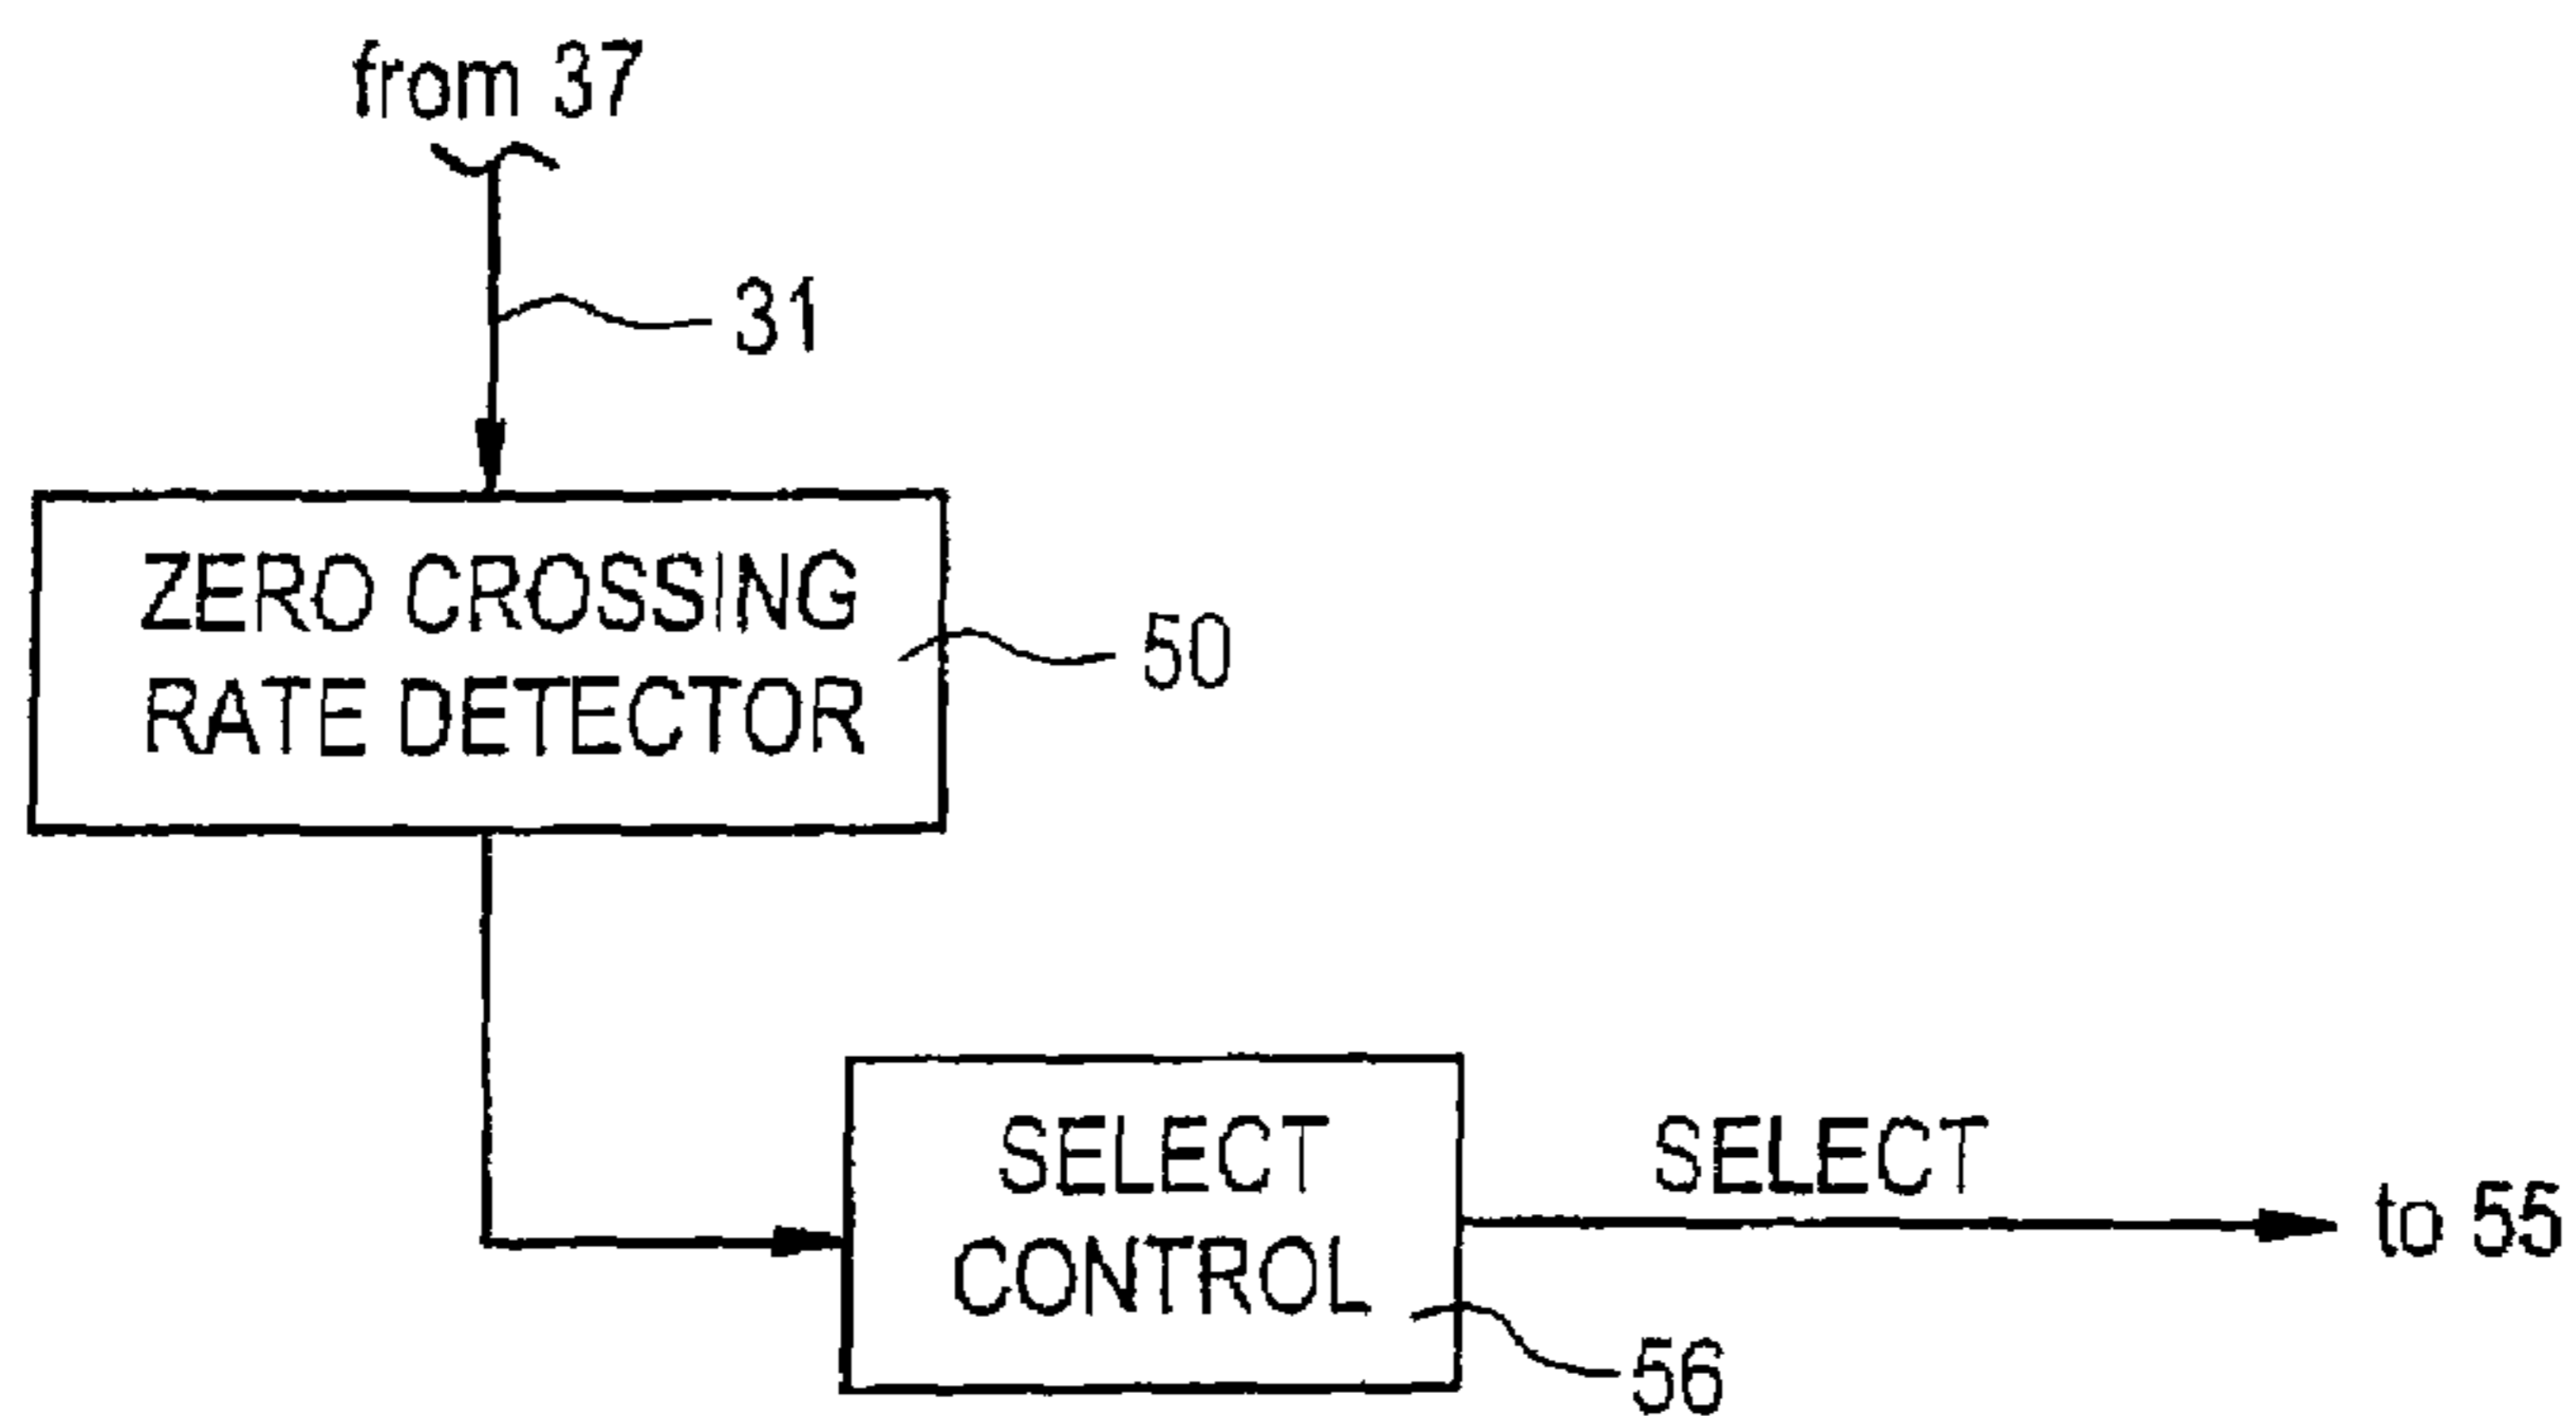 from 37
31
ZERO CROSSING
RATE DETECTOR
50
SELECT
CONTROL
SELECT
to 55
56